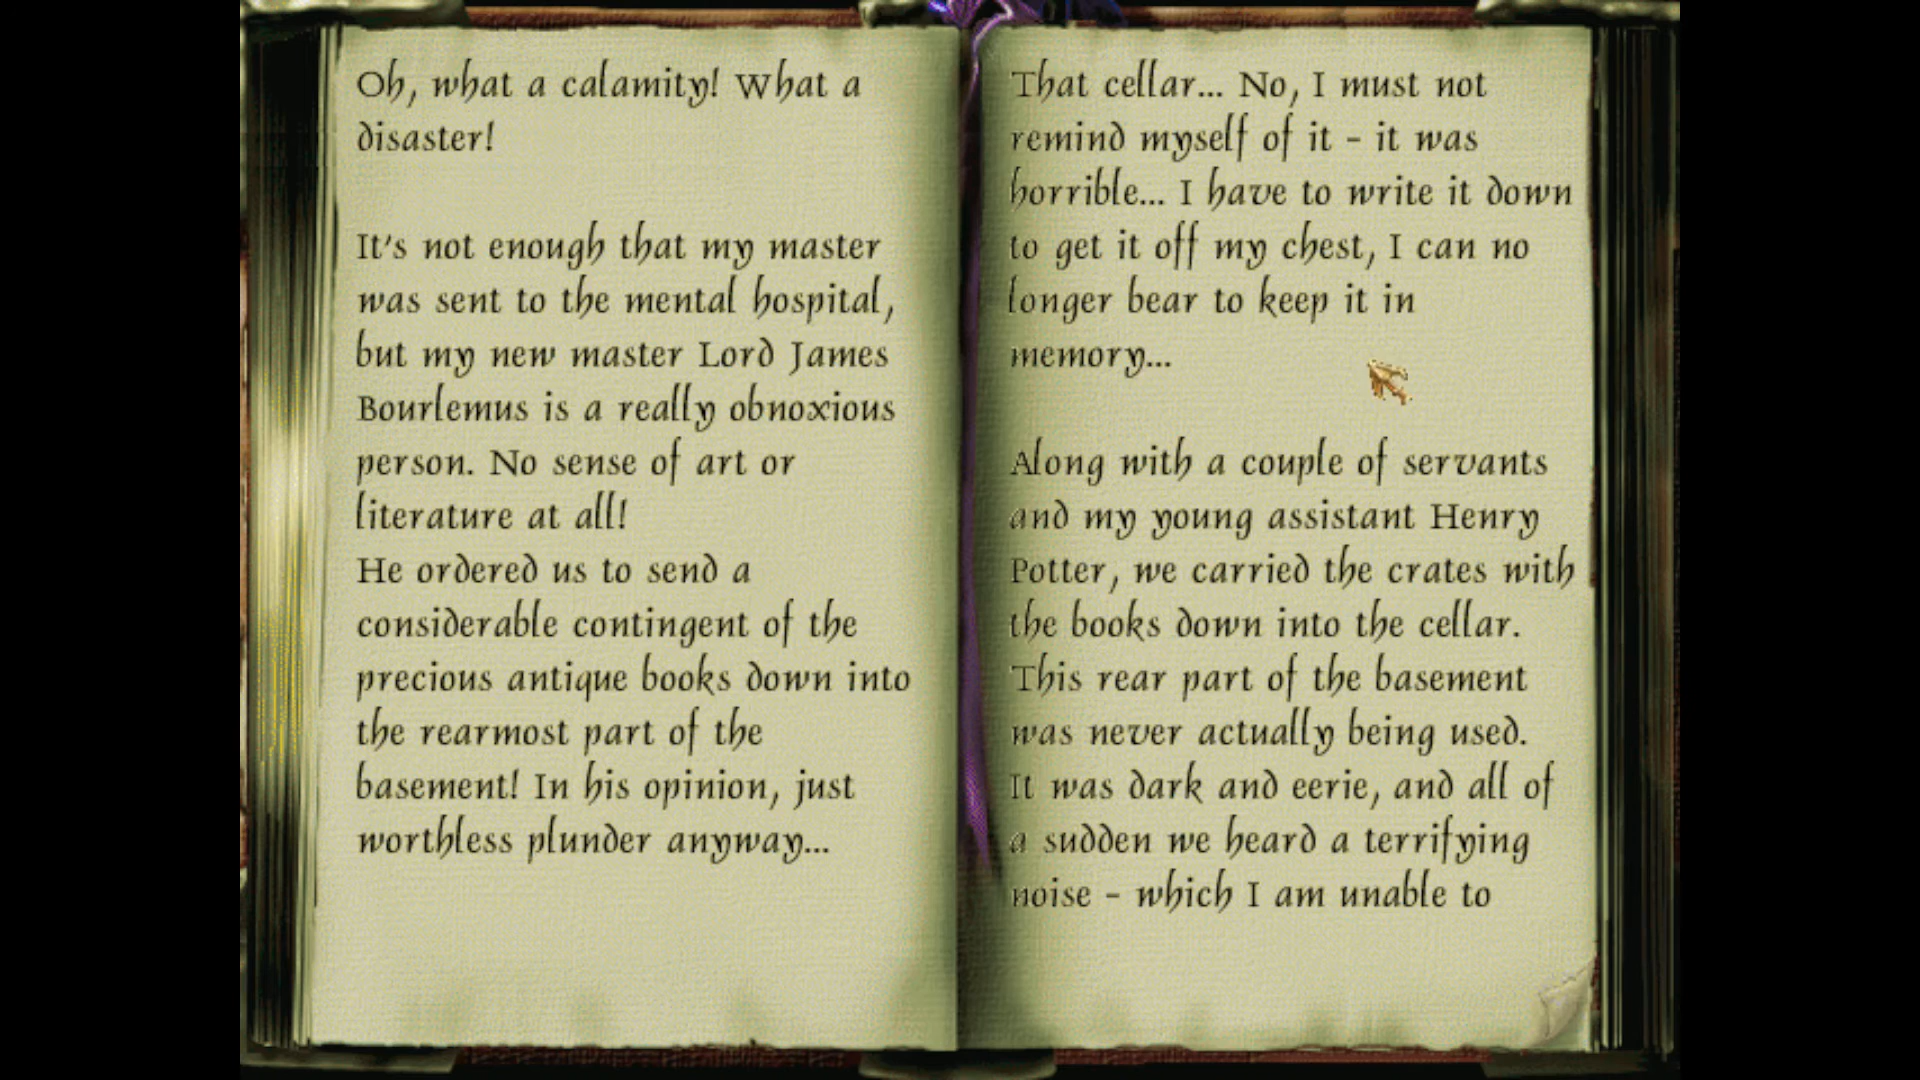 Oh, what a calamity! What a
disaster!
It's not enough that my master
was sent to the mental hospital,
but my new master Lord James
Bourlemus is a really obnoxious
person. No sense of art or
literature at all!
He ordered us to send a
considerable contingent of the
precious antique books down into
the rearmost part of the
basement! In his opinion, just
worthless plunder anyway...
That cellar... No, I must not
remind myself of it - it was
horrible... I have to write it down
to get it off my chest, I can no
longer bear to keep it in
memory...
Along with a couple of servants
and my young assistant Henry
Potter, we carried the crates with
the books down into the cellar.
This rear part of the basement
was never actually being used.
It was dark and eerie, and all of
a sudden we heard a terrifying
noise - which I am unable to